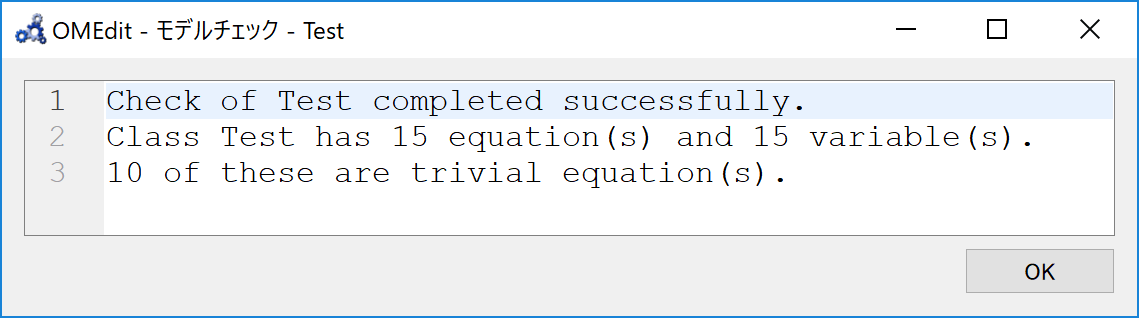 OMEdit - モデルチェック - Test
1 Check of Test completed successfully.
2 Class Test has 15 equation(s) and 15 variable(s).
3 10 of these are trivial equation(s).
OK